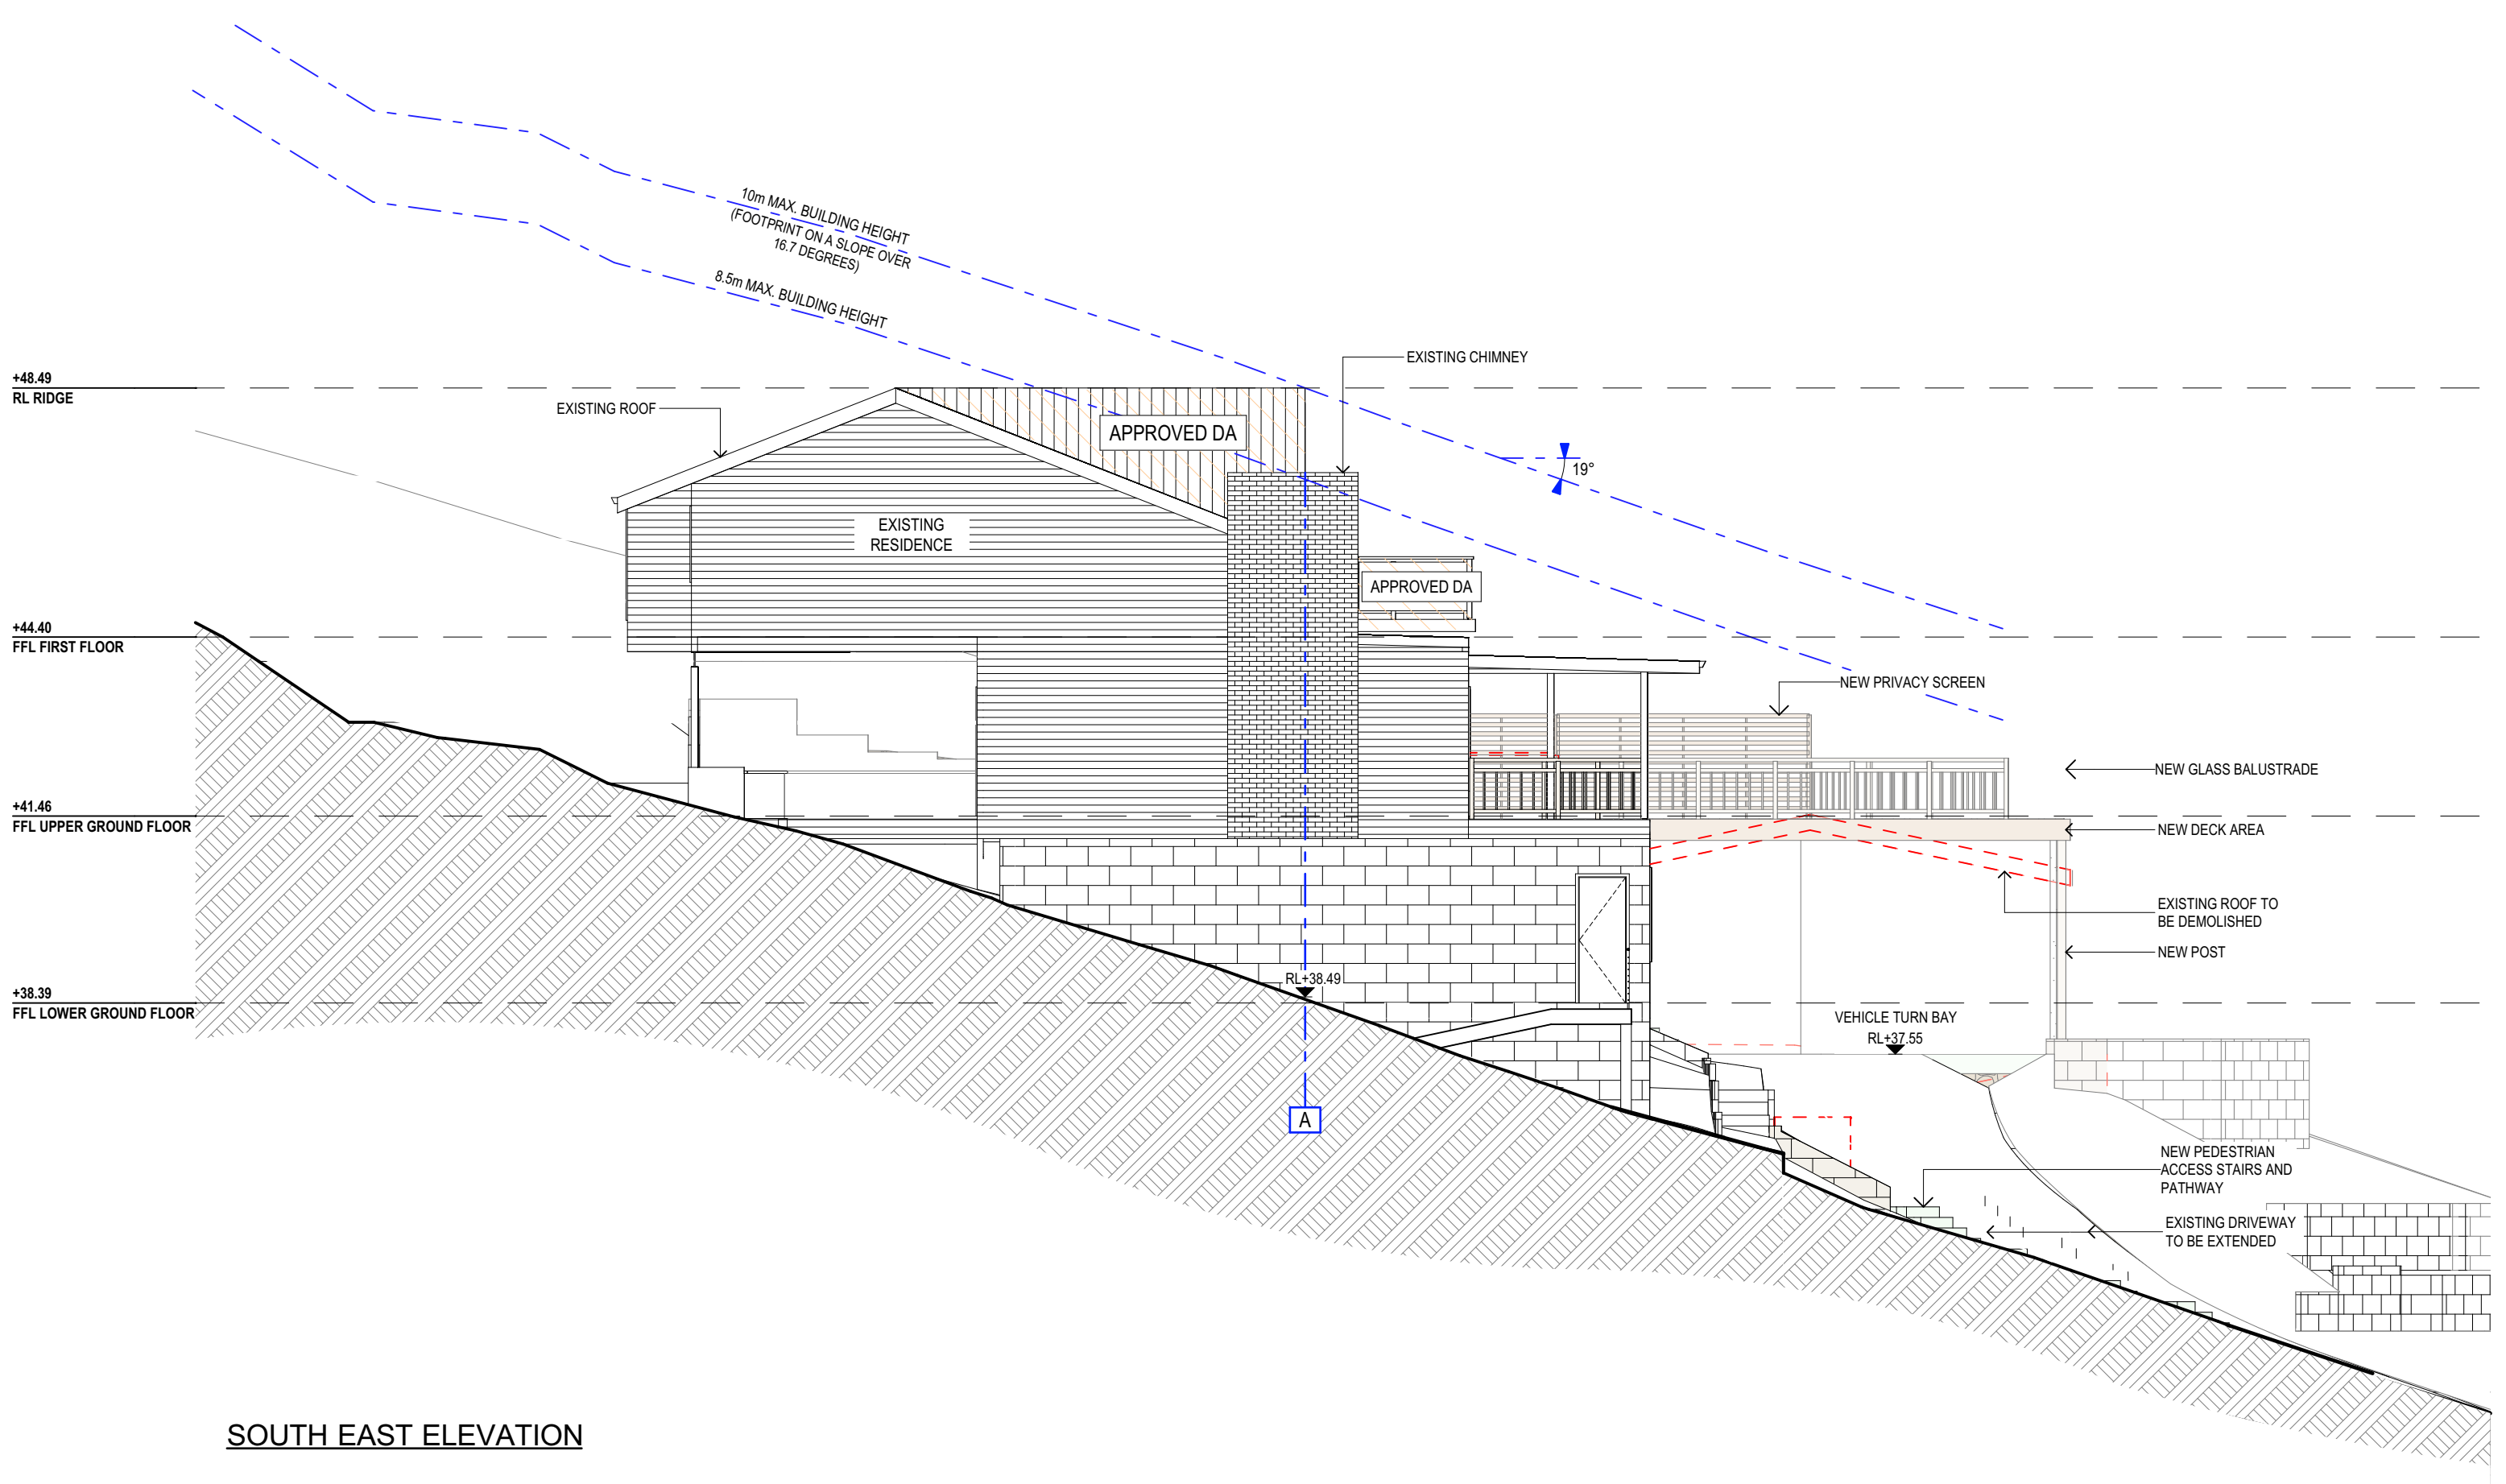 10m MAX. BUILDING HEIGHT
(FOOTPRINT ON A SLOPE OVER
16.7 DEGREES)
8.5m MAX. BUILDING HEIGHT
EXISTING CHIMNEY
+48.49
RL RIDGE
EXISTING ROOF
APPROVED DA
19°
EXISTING
RESIDENCE
APPROVED DA
+44.40
FFL FIRST FLOOR
NEW PRIVACY SCREEN
NEW GLASS BALUSTRADE
+41.46
FFL UPPER GROUND FLOOR
NEW DECK AREA
EXISTING ROOF TO
BE DEMOLISHED
NEW POST
RL+38.49
+38.39
FFL LOWER GROUND FLOOR
VEHICLE TURN BAY
RL+37.55
A
NEW PEDESTRIAN
ACCESS STAIRS AND
PATHWAY
EXISTING DRIVEWAY
TO BE EXTENDED
SOUTH EAST ELEVATION